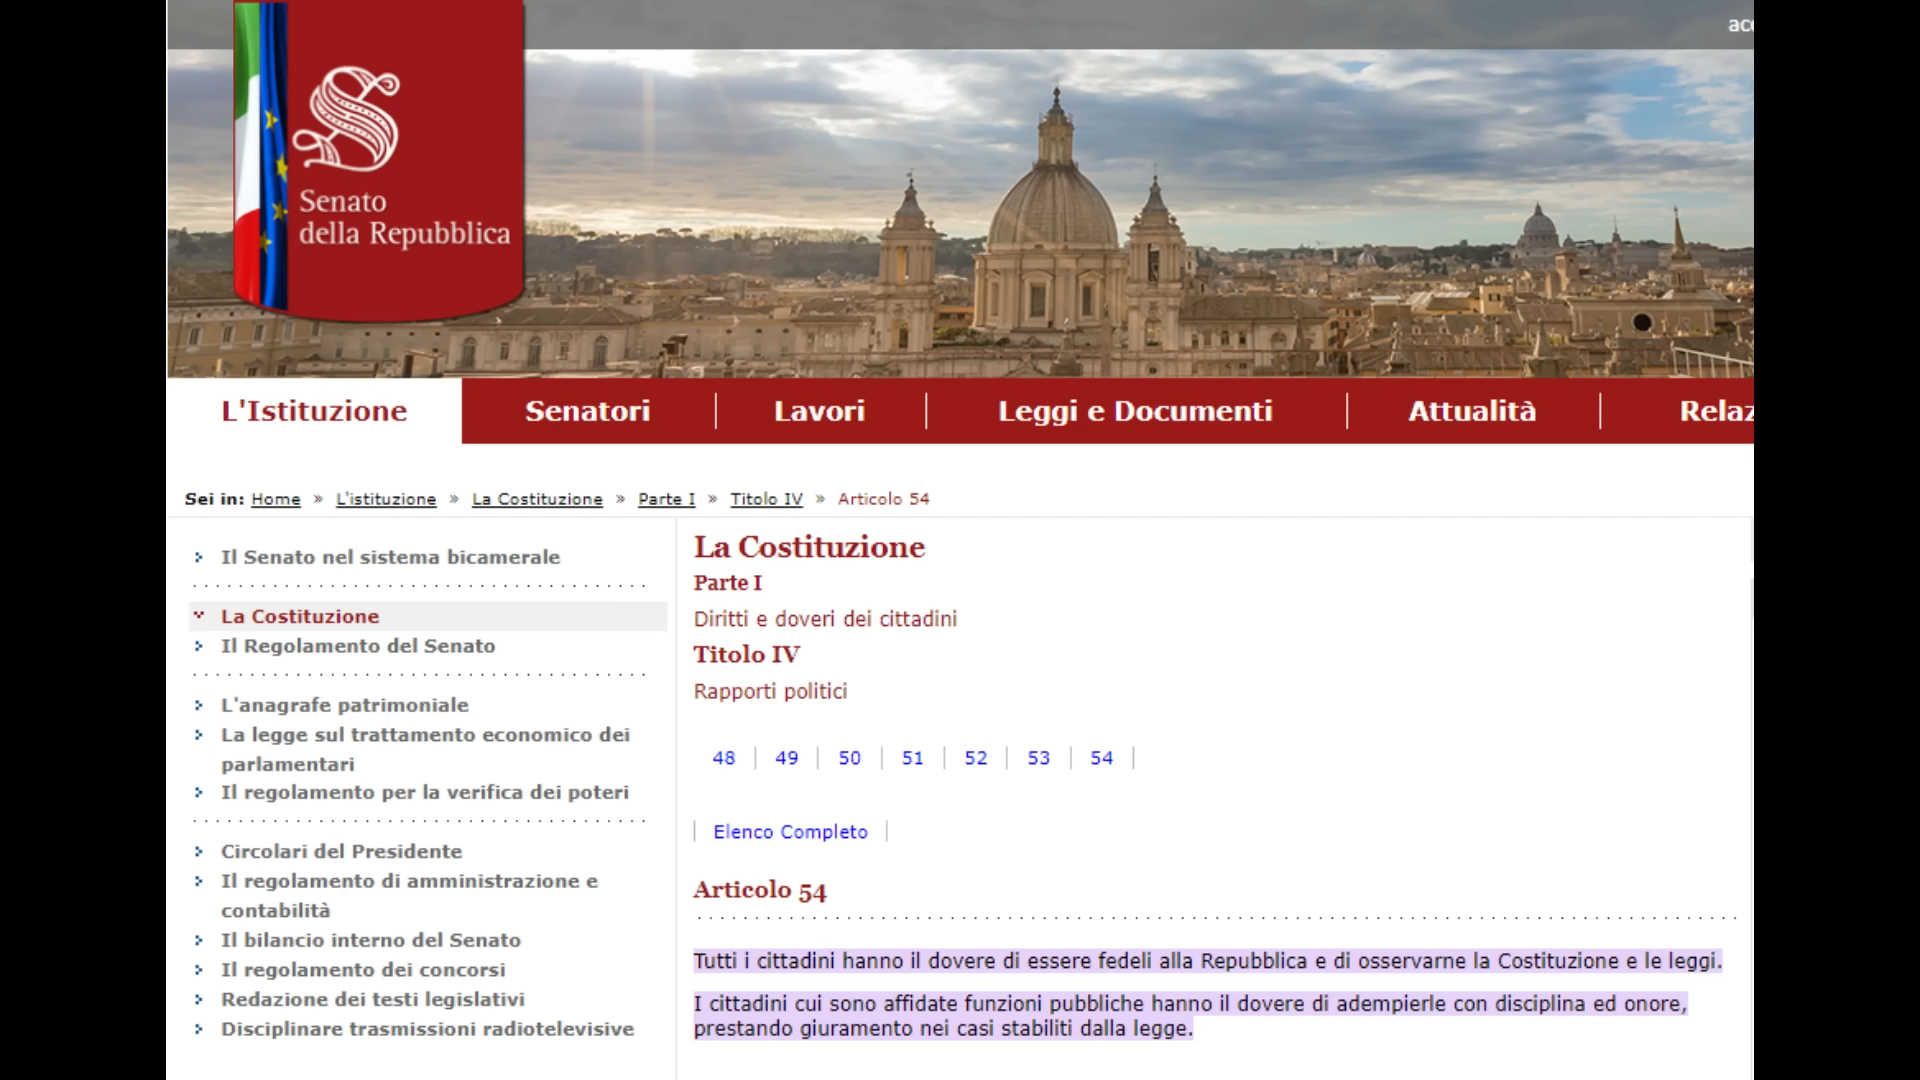 acc
Senato
della Repubblica
L'Istituzione
Senatori
Lavori
Leggi e Documenti
Attualità
Relaz
Sei in: Home » L'istituzione » La Costituzione » Parte I » Titolo IV » Articolo 54
Il Senato nel sistema bicamerale
La Costituzione
Il Regolamento del Senato
L'anagrafe patrimoniale
La legge sul trattamento economico dei
parlamentari
Il regolamento per la verifica dei poteri
Circolari del Presidente
Il regolamento di amministrazione e
contabilità
Il bilancio interno del Senato
Il regolamento dei concorsi
Redazione dei testi legislativi
Disciplinare trasmissioni radiotelevisive
La Costituzione
Parte I
Diritti e doveri dei cittadini
Titolo IV
Rapporti politici
48 | 49 | 50 | 51 | 52 | 53 | 54 |
| Elenco Completo |
Articolo 54
Tutti i cittadini hanno il dovere di essere fedeli alla Repubblica e di osservarne la Costituzione e le leggi.
I cittadini cui sono affidate funzioni pubbliche hanno il dovere di adempierle con disciplina ed onore,
prestando giuramento nei casi stabiliti dalla legge.